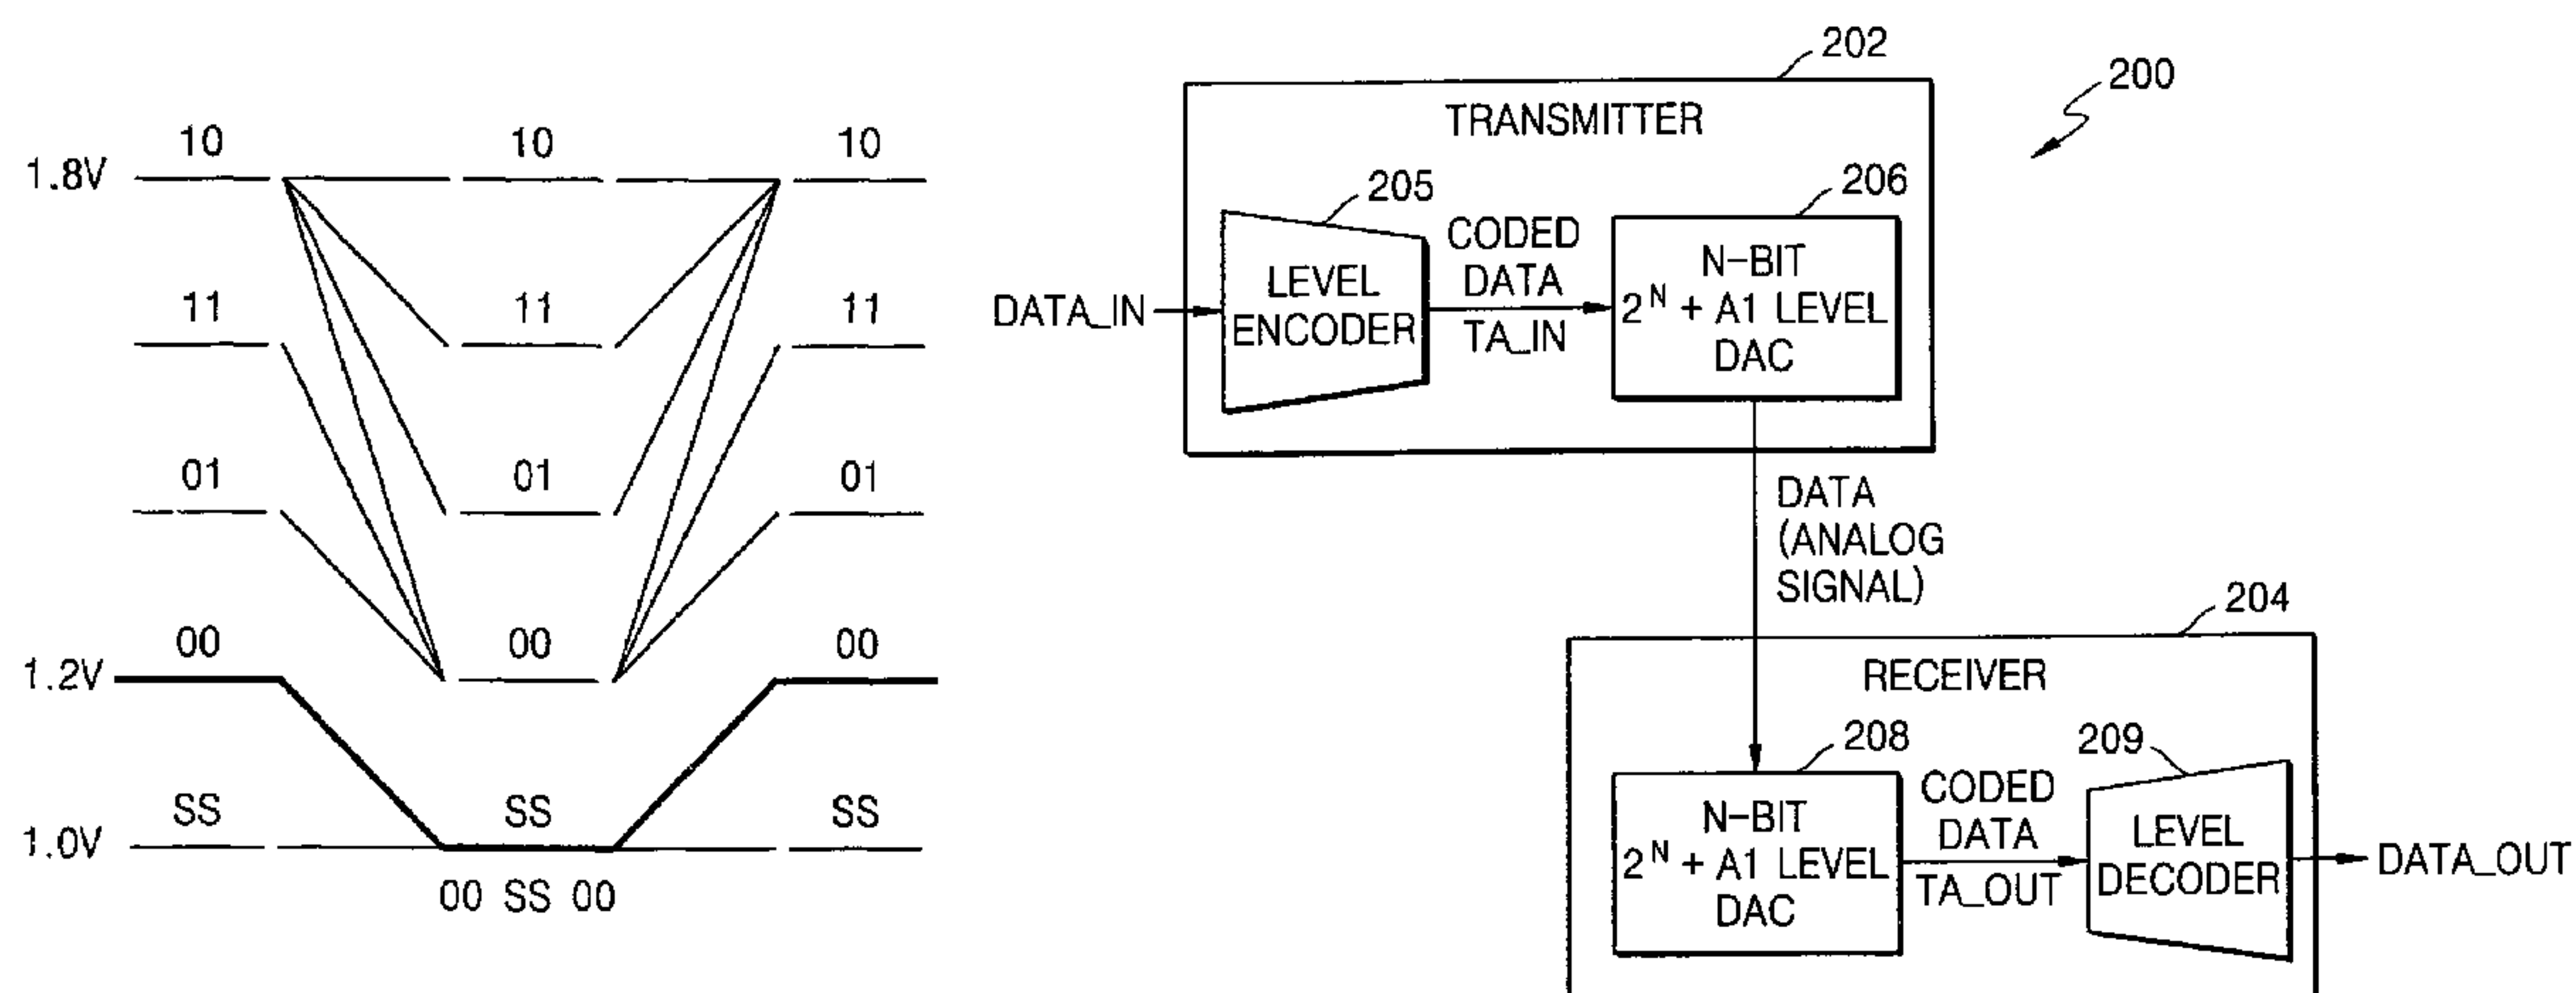 10 10 10
1.8V
11 11 11
01 01 01
00 00 00
1.2V
SS SS SS
1.0V
00 SS 00
202
200
TRANSMITTER
205
206
DATA_IN
LEVEL
ENCODER
CODED
DATA
TA_IN
N-BIT
2^N + A1 LEVEL
DAC
DATA
(ANALOG
SIGNAL)
204
RECEIVER
208
209
N-BIT
2^N + A1 LEVEL
DAC
CODED
DATA
TA_OUT
LEVEL
DECODER
DATA_OUT